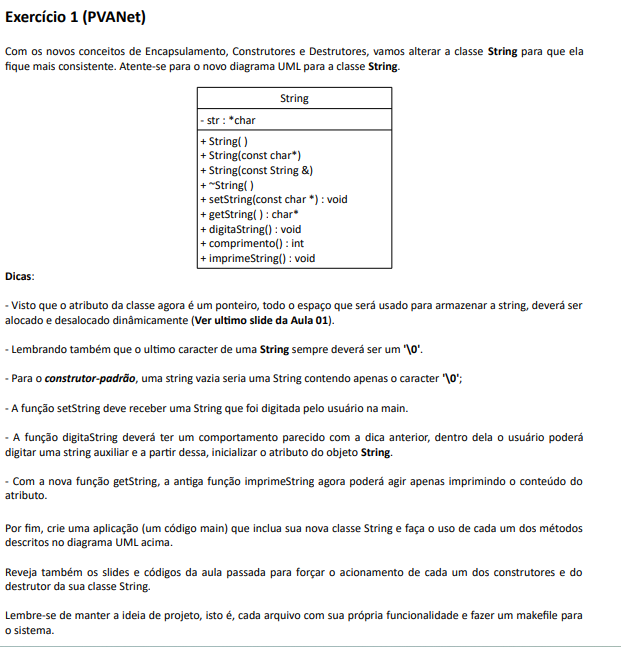 Exercício 1 (PVANet)
Com os novos conceitos de Encapsulamento, Construtores e Destrutores, vamos alterar a classe String para que ela
fique mais consistente. Atente-se para o novo diagrama UML para a classe String.
String
- str : *char
+ String( )
+ String(const char*)
+ String(const String &)
+ ~String( )
+ setString(const char *) : void
+ getString( ) : char*
+ digitaString() : void
+ comprimento() : int
+ imprimeString() : void
Dicas:
- Visto que o atributo da classe agora é um ponteiro, todo o espaço que será usado para armazenar a string, deverá ser
alocado e desalocado dinâmicamente (Ver ultimo slide da Aula 01).
- Lembrando também que o ultimo caracter de uma String sempre deverá ser um '\0'.
- Para o construtor-padrão, uma string vazia seria uma String contendo apenas o caracter '\0';
- A função setString deve receber uma String que foi digitada pelo usuário na main.
- A função digitaString deverá ter um comportamento parecido com a dica anterior, dentro dela o usuário poderá
digitar uma string auxiliar e a partir dessa, inicializar o atributo do objeto String.
- Com a nova função getString, a antiga função imprimeString agora poderá agir apenas imprimindo o conteúdo do
atributo.
Por fim, crie uma aplicação (um código main) que inclua sua nova classe String e faça o uso de cada um dos métodos
descritos no diagrama UML acima.
Reveja também os slides e códigos da aula passada para forçar o acionamento de cada um dos construtores e do
destrutor da sua classe String.
Lembre-se de manter a ideia de projeto, isto é, cada arquivo com sua própria funcionalidade e fazer um makefile para
o sistema.